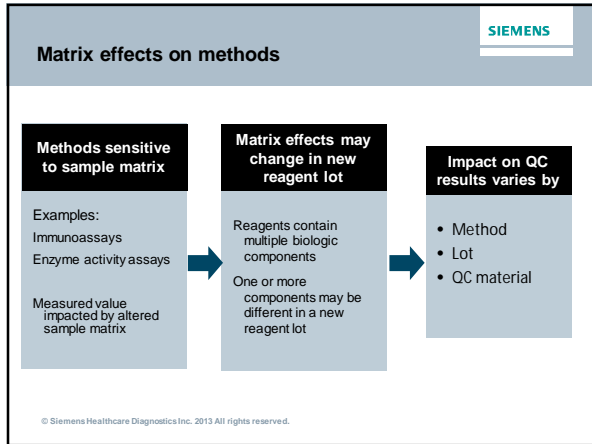 SIEMENS
Matrix effects on methods
Methods sensitive
to sample matrix
Examples:
Immunoassays
Enzyme activity assays
Measured value
impacted by altered
sample matrix
Matrix effects may
change in new
reagent lot
Reagents contain
multiple biologic
components
One or more
components may be
different in a new
reagent lot
Impact on QC
results varies by
• Method
• Lot
• QC material
© Siemens Healthcare Diagnostics Inc. 2013 All rights reserved.